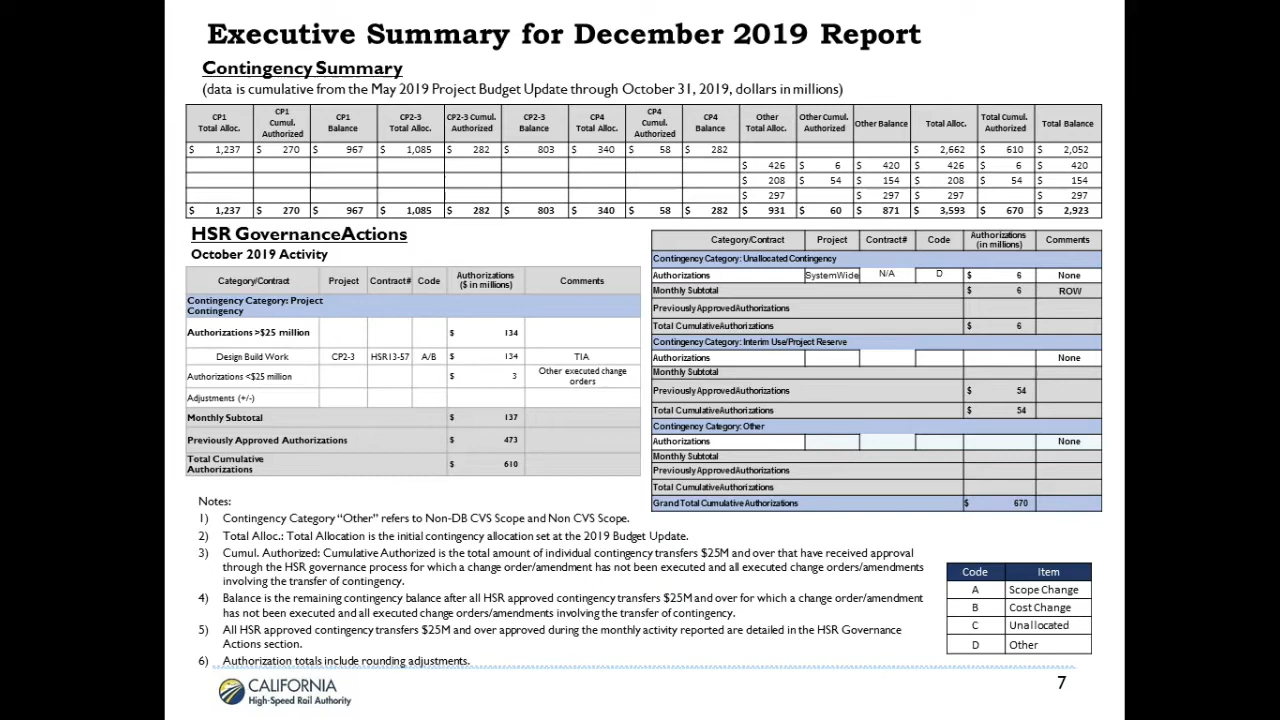 Executive Summary for December 2019 Report
Contingency Summary
(data is cumulative from the May 2019 Project Budget Update through October 31, 2019, dollars in millions)
CP1 Total Alloc. CP1 Cumul. Authorized CP1 Balance CP2-3 Total Alloc. CP2-3 Cumul. Authorized CP2-3 Balance CP4 Total Alloc. CP4 Cumul. Authorized CP4 Balance Other Total Alloc. Other Cumul. Authorized Other Balance Total Alloc. Total Cumul. Authorized Total Balance
$ 1,237 $ 270 $ 967 $ 1,085 $ 282 $ 803 $ 340 $ 58 $ 282 $ 2,662 $ 610 $ 2,052
$ 426 $ 6 $ 420 $ 426 $ 6 $ 420
$ 208 $ 54 $ 154 $ 208 $ 54 $ 154
$ 297 $ 297 $ 297 $ 297
$ 1,237 $ 270 $ 967 $ 1,085 $ 282 $ 803 $ 340 $ 58 $ 282 $ 931 $ 60 $ 871 $ 3,593 $ 670 $ 2,923
HSR Governance Actions
October 2019 Activity
Category/Contract Project Contract# Code Authorizations ($ in millions) Comments
Contingency Category: Project Contingency
Authorizations >$25 million $ 134
Design Build Work CP2-3 HSR13-57 A/B $ 134 TIA
Authorizations <$25 million $ 3 Other executed change orders
Adjustments (+/-)
Monthly Subtotal $ 137
Previously Approved Authorizations $ 473
Total Cumulative Authorizations $ 610
Category/Contract Project Contract# Code Authorizations (in millions) Comments
Contingency Category: Unallocated Contingency
Authorizations SystemWide N/A D $ 6 None
Monthly Subtotal $ 6 ROW
Previously Approved Authorizations
Total Cumulative Authorizations $ 6
Contingency Category: Interim Use/Project Reserve
Authorizations None
Monthly Subtotal
Previously Approved Authorizations $ 54
Total Cumulative Authorizations $ 54
Contingency Category: Other
Authorizations None
Monthly Subtotal
Previously Approved Authorizations
Total Cumulative Authorizations
Grand Total Cumulative Authorizations $ 670
Notes:
1) Contingency Category “Other” refers to Non-DB CVS Scope and Non CVS Scope.
2) Total Alloc.: Total Allocation is the initial contingency allocation set at the 2019 Budget Update.
3) Cumul. Authorized: Cumulative Authorized is the total amount of individual contingency transfers $25M and over that have received approval
through the HSR governance process for which a change order/amendment has not been executed and all executed change orders/amendments
involving the transfer of contingency.
4) Balance is the remaining contingency balance after all HSR approved contingency transfers $25M and over for which a change order/amendment
has not been executed and all executed change orders/amendments involving the transfer of contingency.
5) All HSR approved contingency transfers $25M and over approved during the monthly activity reported are detailed in the HSR Governance
Actions section.
6) Authorization totals include rounding adjustments.
Code Item
A Scope Change
B Cost Change
C Unallocated
D Other
CALIFORNIA
High-Speed Rail Authority
7